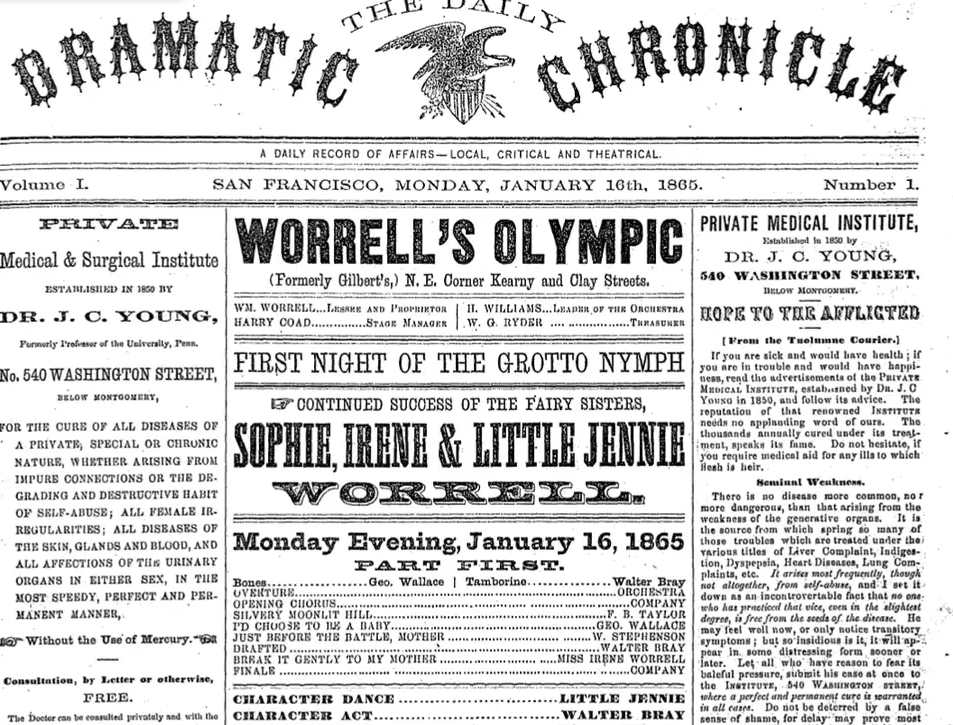 THE DAILY
DRAMATIC CHRONICLE
A DAILY RECORD OF AFFAIRS—LOCAL, CRITICAL AND THEATRICAL.
Volume I. SAN FRANCISCO, MONDAY, JANUARY 16th, 1865. Number 1.
PRIVATE
Medical & Surgical Institute
ESTABLISHED IN 1850 BY
DR. J. C. YOUNG,
Formerly Professor of the University, Penn.
No. 540 WASHINGTON STREET,
BELOW MONTGOMERY,
FOR THE CURE OF ALL DISEASES OF
A PRIVATE, SPECIAL OR CHRONIC
NATURE, WHETHER ARISING FROM
IMPURE CONNECTIONS OR THE DE-
GRADING AND DESTRUCTIVE HABIT
OF SELF-ABUSE; ALL FEMALE IR-
REGULARITIES; ALL DISEASES OF
THE SKIN, GLANDS AND BLOOD, AND
ALL AFFECTIONS OF THE URINARY
ORGANS IN EITHER SEX, IN THE
MOST SPEEDY, PERFECT AND PER-
MANENT MANNER,
☞ Without the Use of Mercury. ☜
Consultation, by Letter or otherwise,
FREE.
The Doctor can be consulted privately and with the
WORRELL'S OLYMPIC
(Formerly Gilbert's,) N. E. Corner Kearny and Clay Streets.
WM. WORRELL...LESSEE AND PROPRIETOR | H. WILLIAMS...LEADER OF THE ORCHESTRA
HARRY COAD.............STAGE MANAGER | W. G. RYDER ..................TREASURER
FIRST NIGHT OF THE GROTTO NYMPH
☞ CONTINUED SUCCESS OF THE FAIRY SISTERS,
SOPHIE, IRENE & LITTLE JENNIE
WORRELL.
Monday Evening, January 16, 1865
PART FIRST.
Bones..................Geo. Wallace | Tamborine..................Walter Bray
OVERTURE..................ORCHESTRA
OPENING CHORUS..................COMPANY
SILVERY MOONLIT HILL..................F. B. TAYLOR
I'D CHOSE TO BE A BABY..................GEO. WALLACE
JUST BEFORE THE BATTLE, MOTHER..................W. STEPHENSON
DRAFTED..................WALTER BRAY
BREAK IT GENTLY TO MY MOTHER..................MISS IRENE WORRELL
FINALE..................COMPANY
CHARACTER DANCE..................LITTLE JENNIE
CHARACTER ACT..................WALTER BRAY
PRIVATE MEDICAL INSTITUTE,
Established in 1850 by
DR. J. C. YOUNG,
540 WASHINGTON STREET,
BELOW MONTGOMERY.
HOPE TO THE AFFLICTED
[From the Tuolumne Courier.]
If you are sick and would have health; if
you are in trouble and would have happi-
ness, read the advertisements of the PRIVATE
MEDICAL INSTITUTE, established by DR. J. C
YOUNG in 1850, and follow its advice. The
reputation of that renowned INSTITUTE
needs no applauding word of ours. The
thousands annually cured under its treat-
ment, speaks its fame. Do not hesitate, if
you require medical aid for any ills to which
flesh is heir.
Seminal Weakness.
There is no disease more common, nor
more dangerous, than that arising from the
weakness of the generative organs. It is
the source from which spring so many of
those troubles which are treated under the
various titles of Liver Complaint, Indiges-
tion, Dyspepsia, Heart Diseases, Lung Com-
plaints, etc. It arises most frequently, though
not altogether, from self-abuse, and I set it
down as an incontrovertable fact that no one
who has practiced that vice, even in the slightest
degree, is free from the seeds of the disease. He
may feel well now, or only notice transitory
symptoms; but so insidious is it, it will ap-
pear in some distressing form sooner or
later. Let all who have reason to fear its
baleful pressure, submit his case at once to
the INSTITUTE, 540 WASHINGTON STREET,
where a perfect and permanent cure is warranted
in all cases. Do not be deterred by a false
sense of shame, for delay may prove most